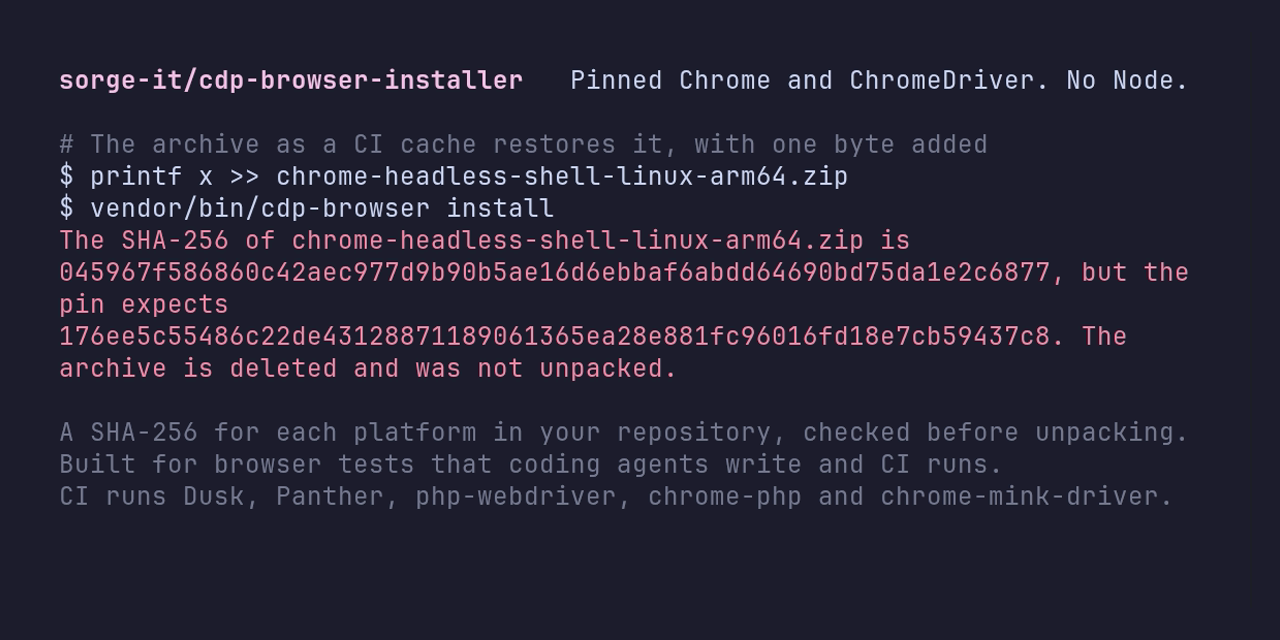 sorge-it/cdp-browser-installer   Pinned Chrome and ChromeDriver. No Node.
# The archive as a CI cache restores it, with one byte added
$ printf x >> chrome-headless-shell-linux-arm64.zip
$ vendor/bin/cdp-browser install
The SHA-256 of chrome-headless-shell-linux-arm64.zip is
045967f586860c42aec977d9b90b5ae16d6ebbaf6abdd64690bd75da1e2c6877, but the
pin expects
176ee5c55486c22de43128871189061365ea28e881fc96016fd18e7cb59437c8. The
archive is deleted and was not unpacked.
A SHA-256 for each platform in your repository, checked before unpacking.
Built for browser tests that coding agents write and CI runs.
CI runs Dusk, Panther, php-webdriver, chrome-php and chrome-mink-driver.